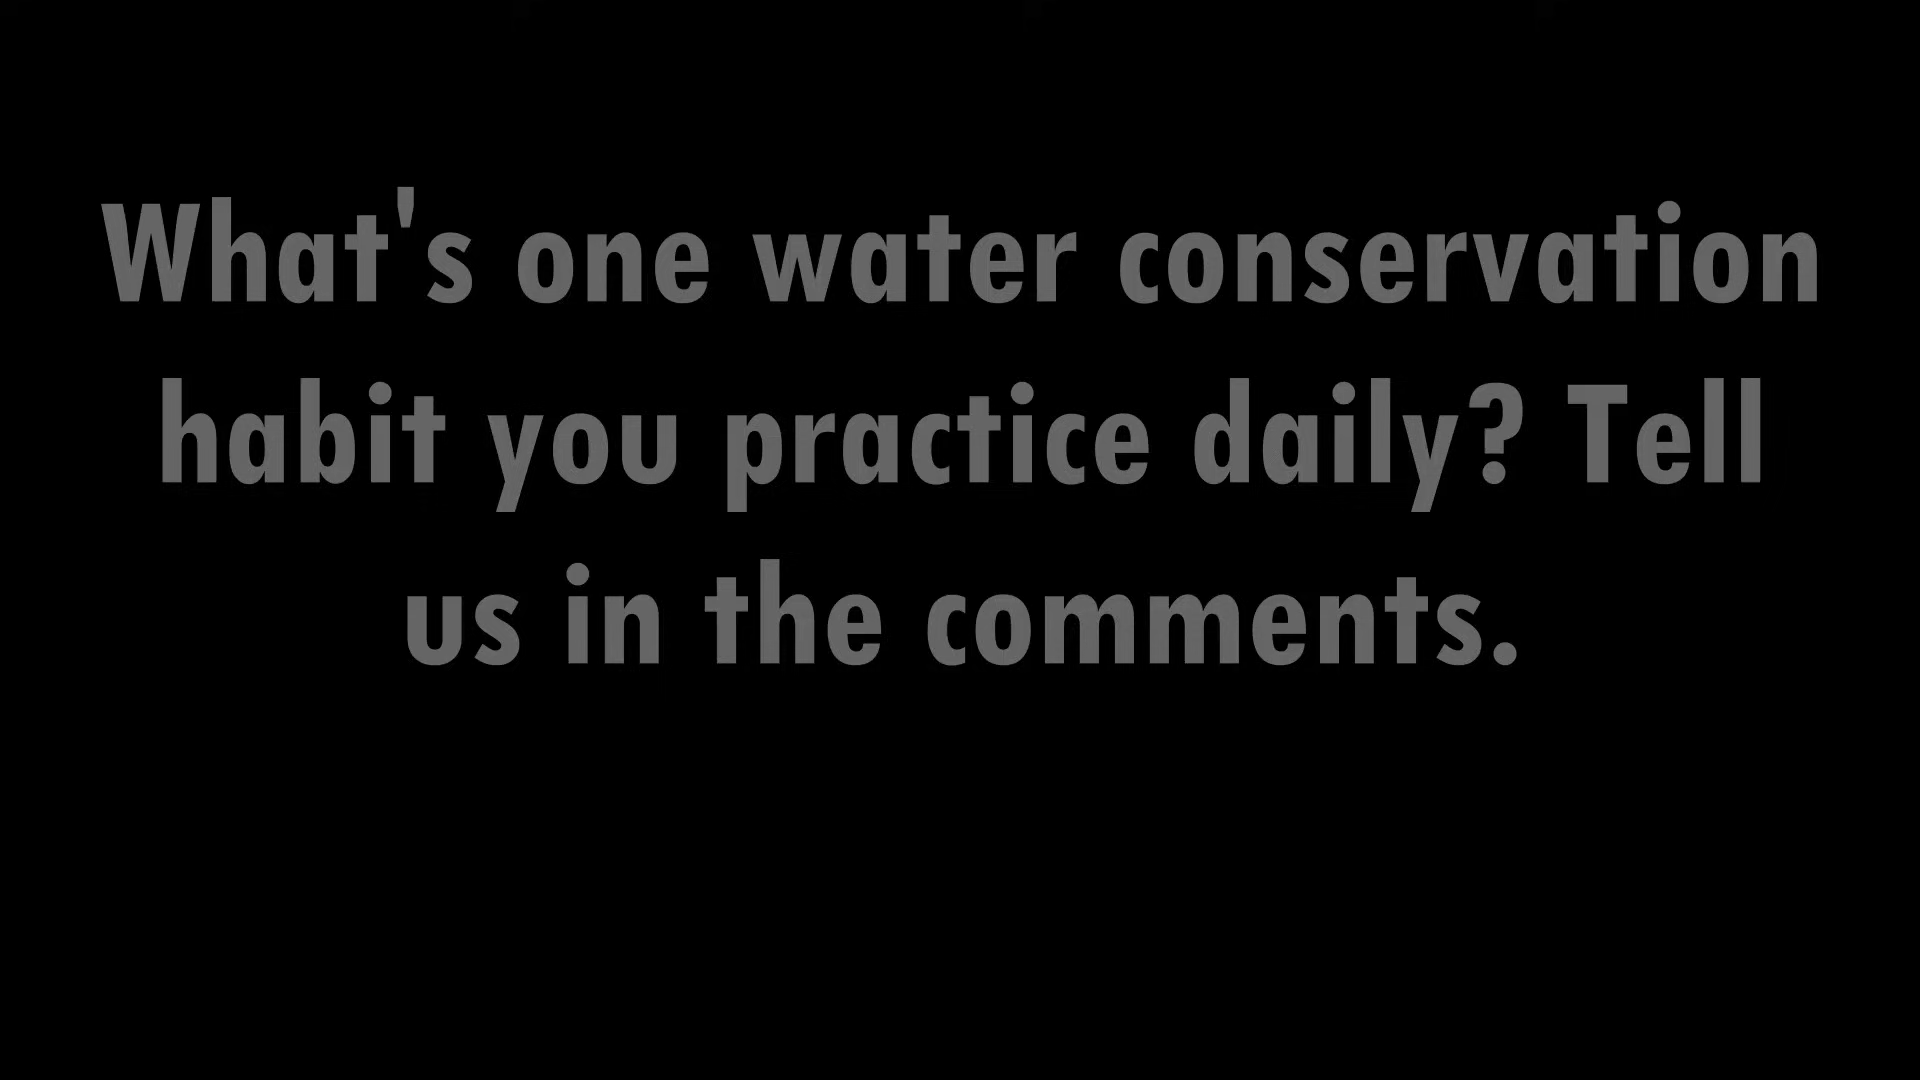 What's one water conservation
habit you practice daily? Tell
us in the comments.